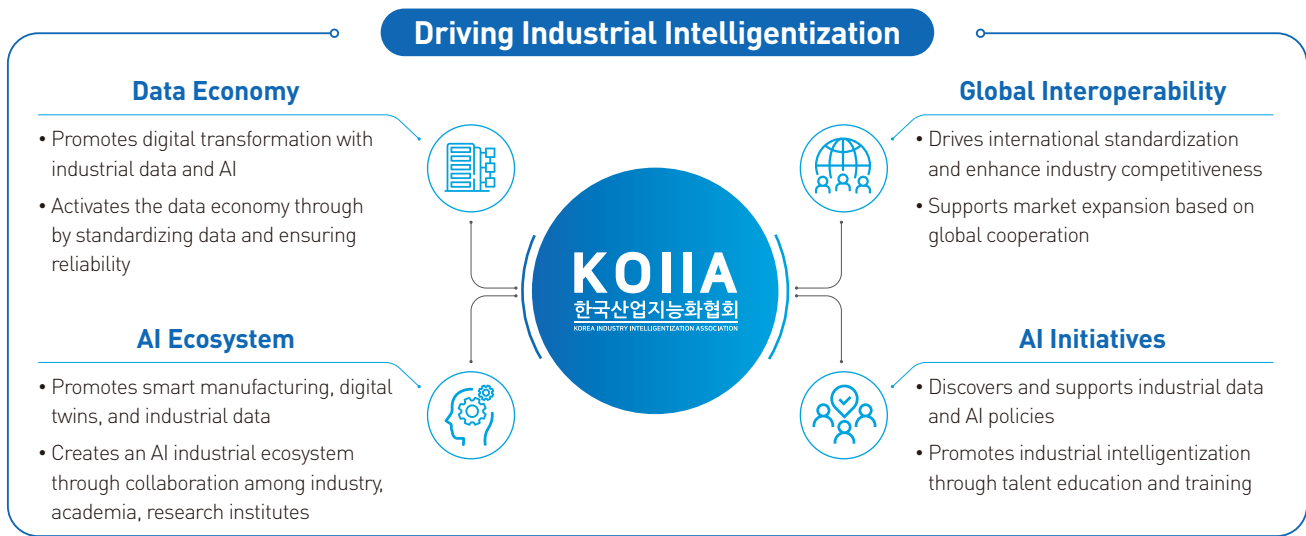 Driving Industrial Intelligentization
Data Economy
• Promotes digital transformation with
industrial data and AI
• Activates the data economy through
by standardizing data and ensuring
reliability
Global Interoperability
• Drives international standardization
and enhance industry competitiveness
• Supports market expansion based on
global cooperation
KOIIA
한국산업지능화협회
KOREA INDUSTRY INTELLIGENTIZATION ASSOCIATION
AI Ecosystem
• Promotes smart manufacturing, digital
twins, and industrial data
• Creates an AI industrial ecosystem
through collaboration among industry,
academia, research institutes
AI Initiatives
• Discovers and supports industrial data
and AI policies
• Promotes industrial intelligentization
through talent education and training